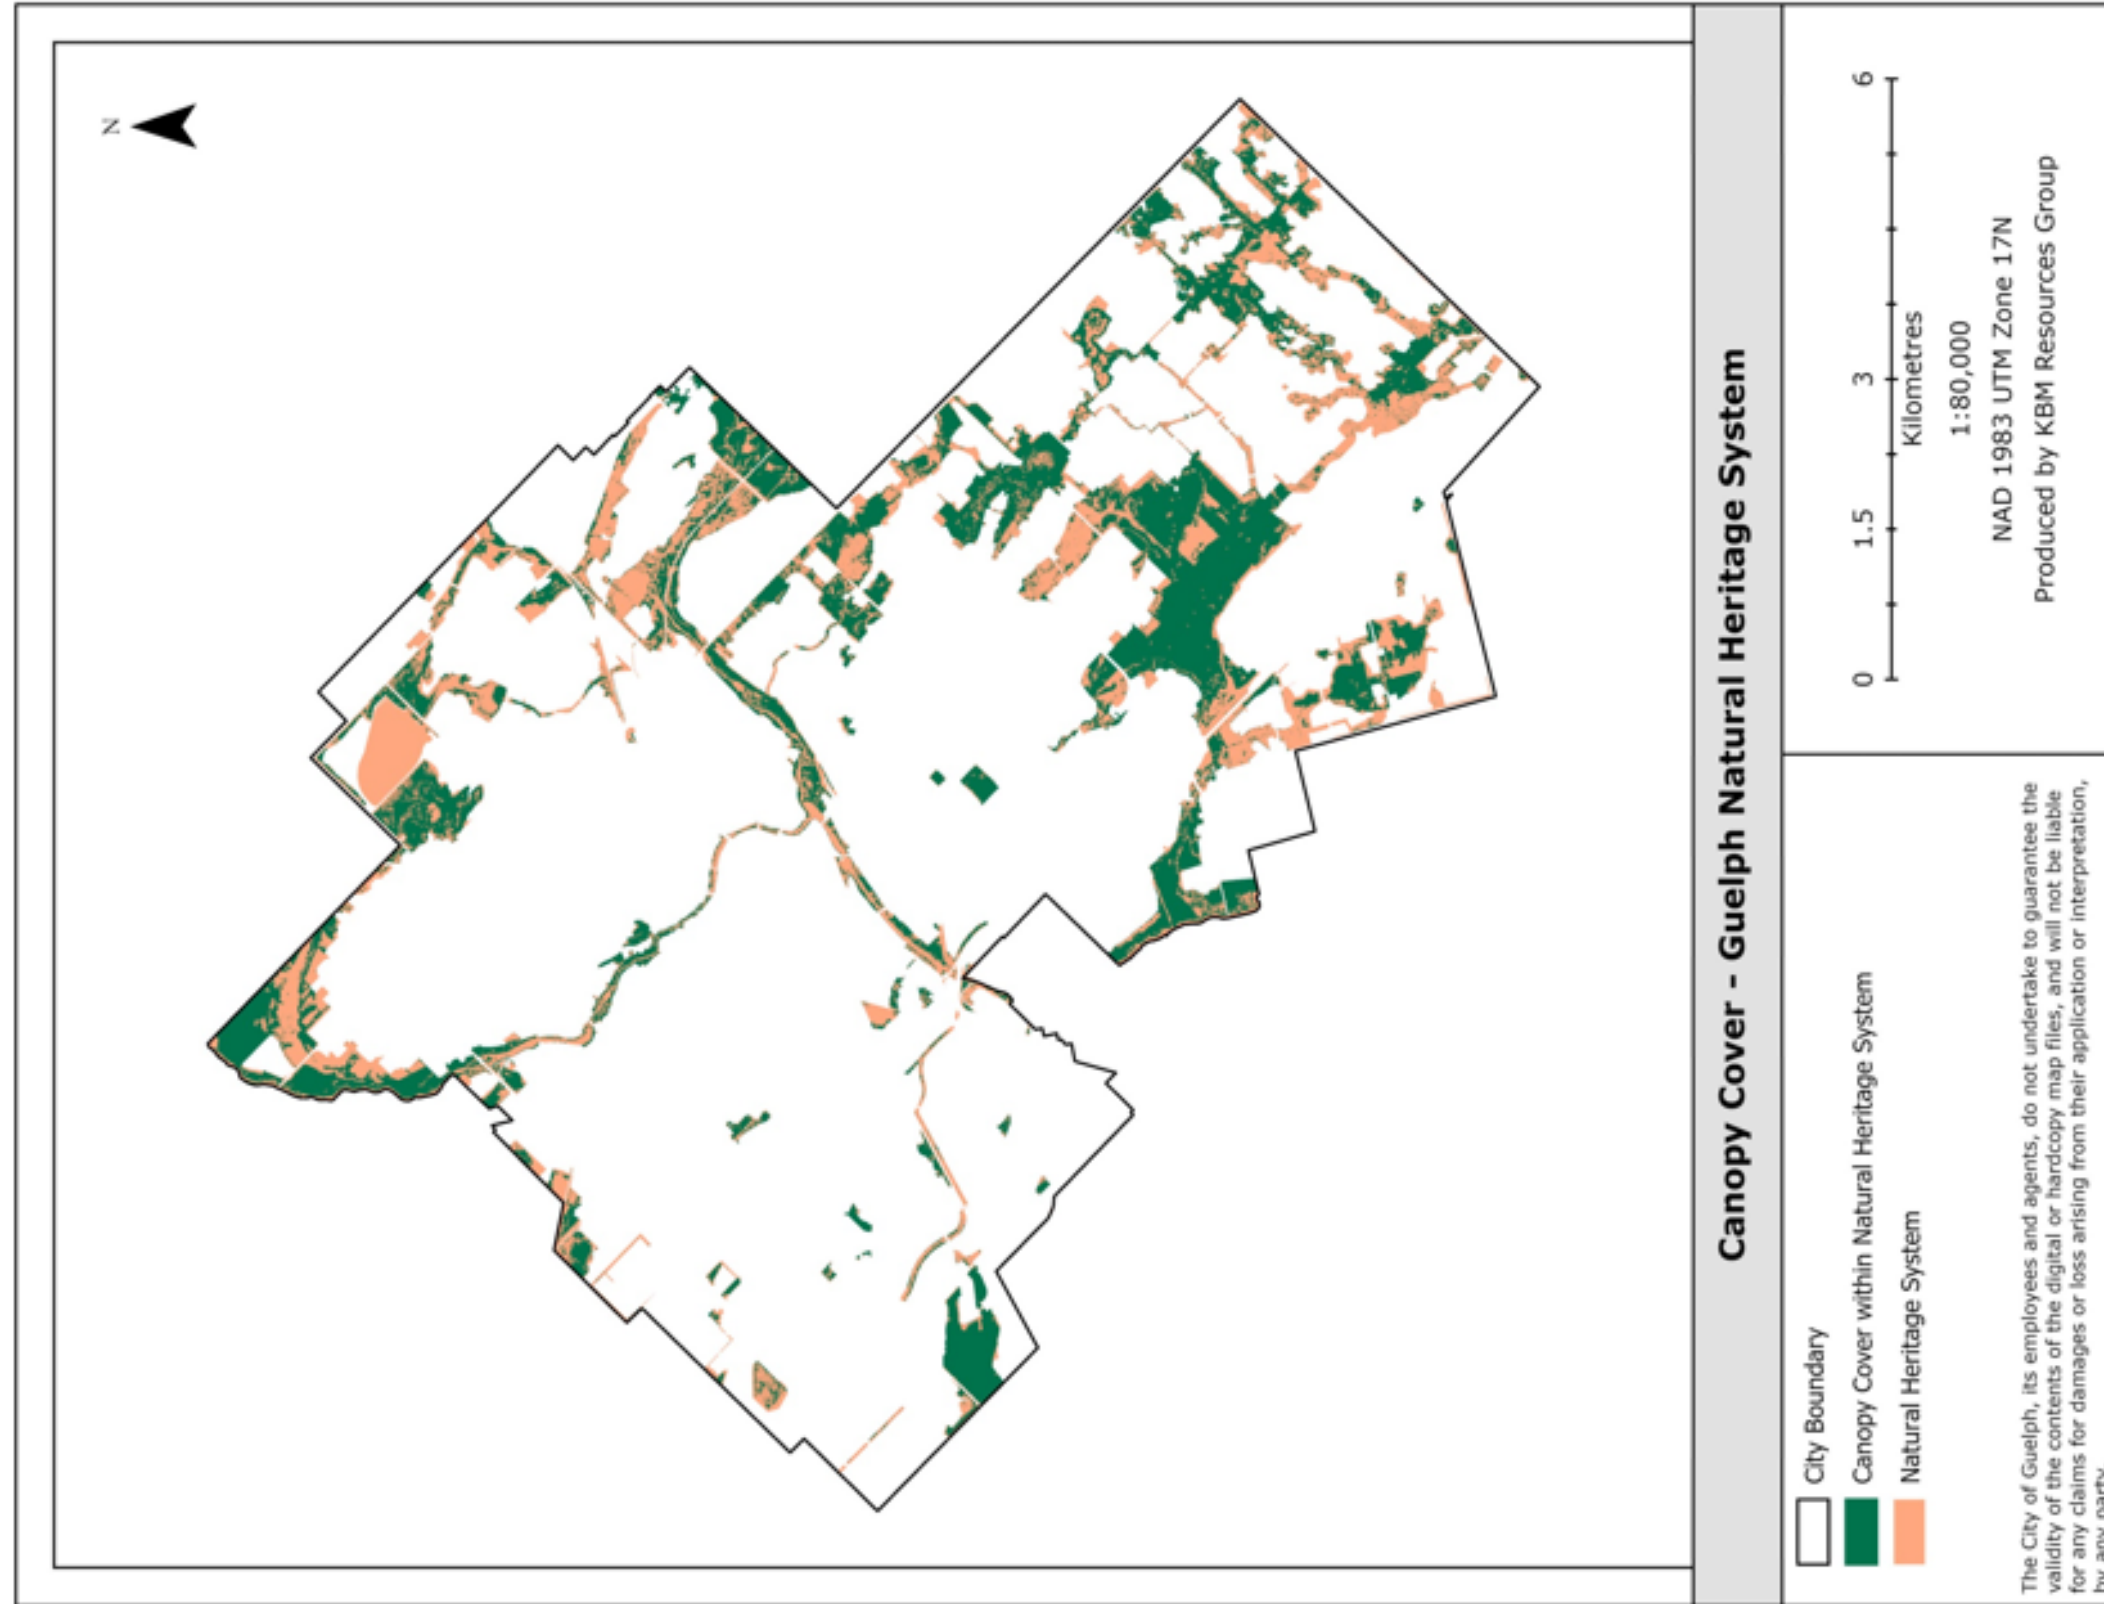 N
Canopy Cover - Guelph Natural Heritage System
City Boundary
Canopy Cover within Natural Heritage System
Natural Heritage System
The City of Guelph, its employees and agents, do not undertake to guarantee the
validity of the contents of the digital or hardcopy map files, and will not be liable
for any claims for damages or loss arising from their application or interpretation,
by any party
0 1.5 3 6
Kilometres
1:80,000
NAD 1983 UTM Zone 17N
Produced by KBM Resources Group